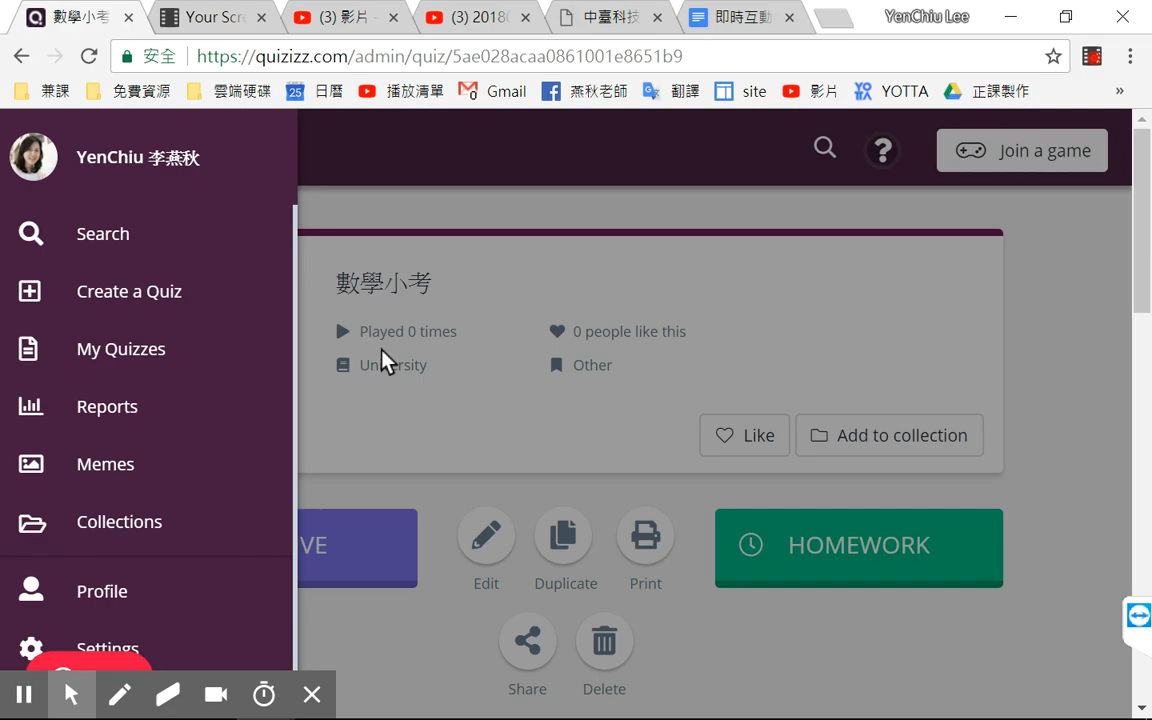 數學小考
Your Scr
(3) 影片 -
(3) 2018
中臺科技
即時互動
YenChiu Lee
安全 https://quizizz.com/admin/quiz/5ae028acaa0861001e8651b9
兼課 免費資源 雲端硬碟 25 日曆 播放清單 Gmail 燕秋老師 翻譯 site 影片 YOTTA 正課製作 »
YenChiu 李燕秋
Join a game
Search
Create a Quiz
My Quizzes
Reports
Memes
Collections
Profile
Settings
數學小考
Played 0 times
0 people like this
University
Other
Like
Add to collection
VE
Edit
Duplicate
Print
HOMEWORK
Share
Delete